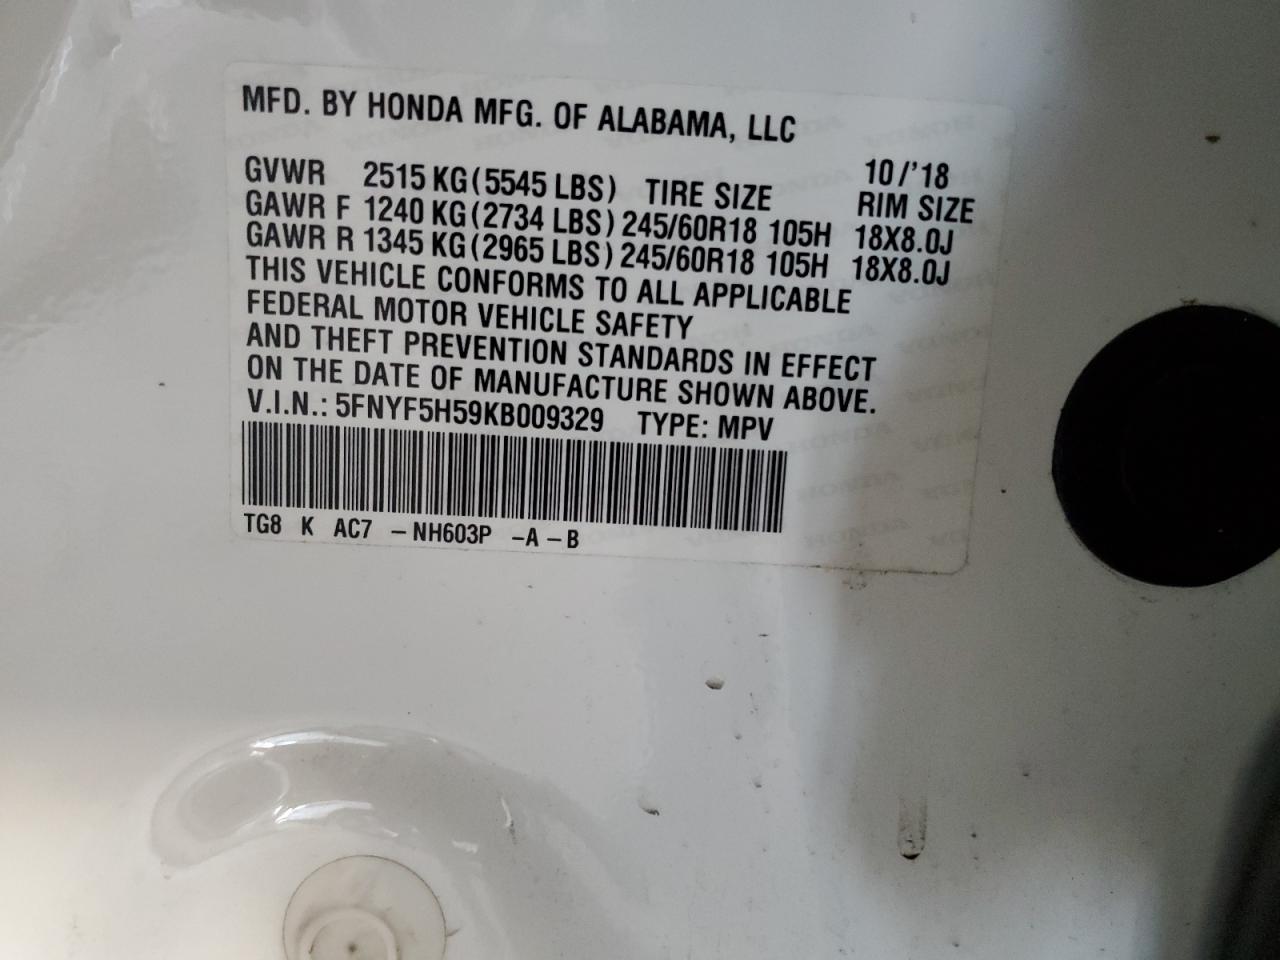 MFD. BY HONDA MFG. OF ALABAMA, LLC
10/'18
GVWR 2515 KG(5545 LBS) TIRE SIZE RIM SIZE
GAWR F 1240 KG(2734 LBS) 245/60R18 105H 18X8.0J
GAWR R 1345 KG(2965 LBS) 245/60R18 105H 18X8.0J
THIS VEHICLE CONFORMS TO ALL APPLICABLE
FEDERAL MOTOR VEHICLE SAFETY
AND THEFT PREVENTION STANDARDS IN EFFECT
ON THE DATE OF MANUFACTURE SHOWN ABOVE.
V.I.N.: 5FNYF5H59KB009329 TYPE: MPV
TG8 K AC7 -NH603P -A-B